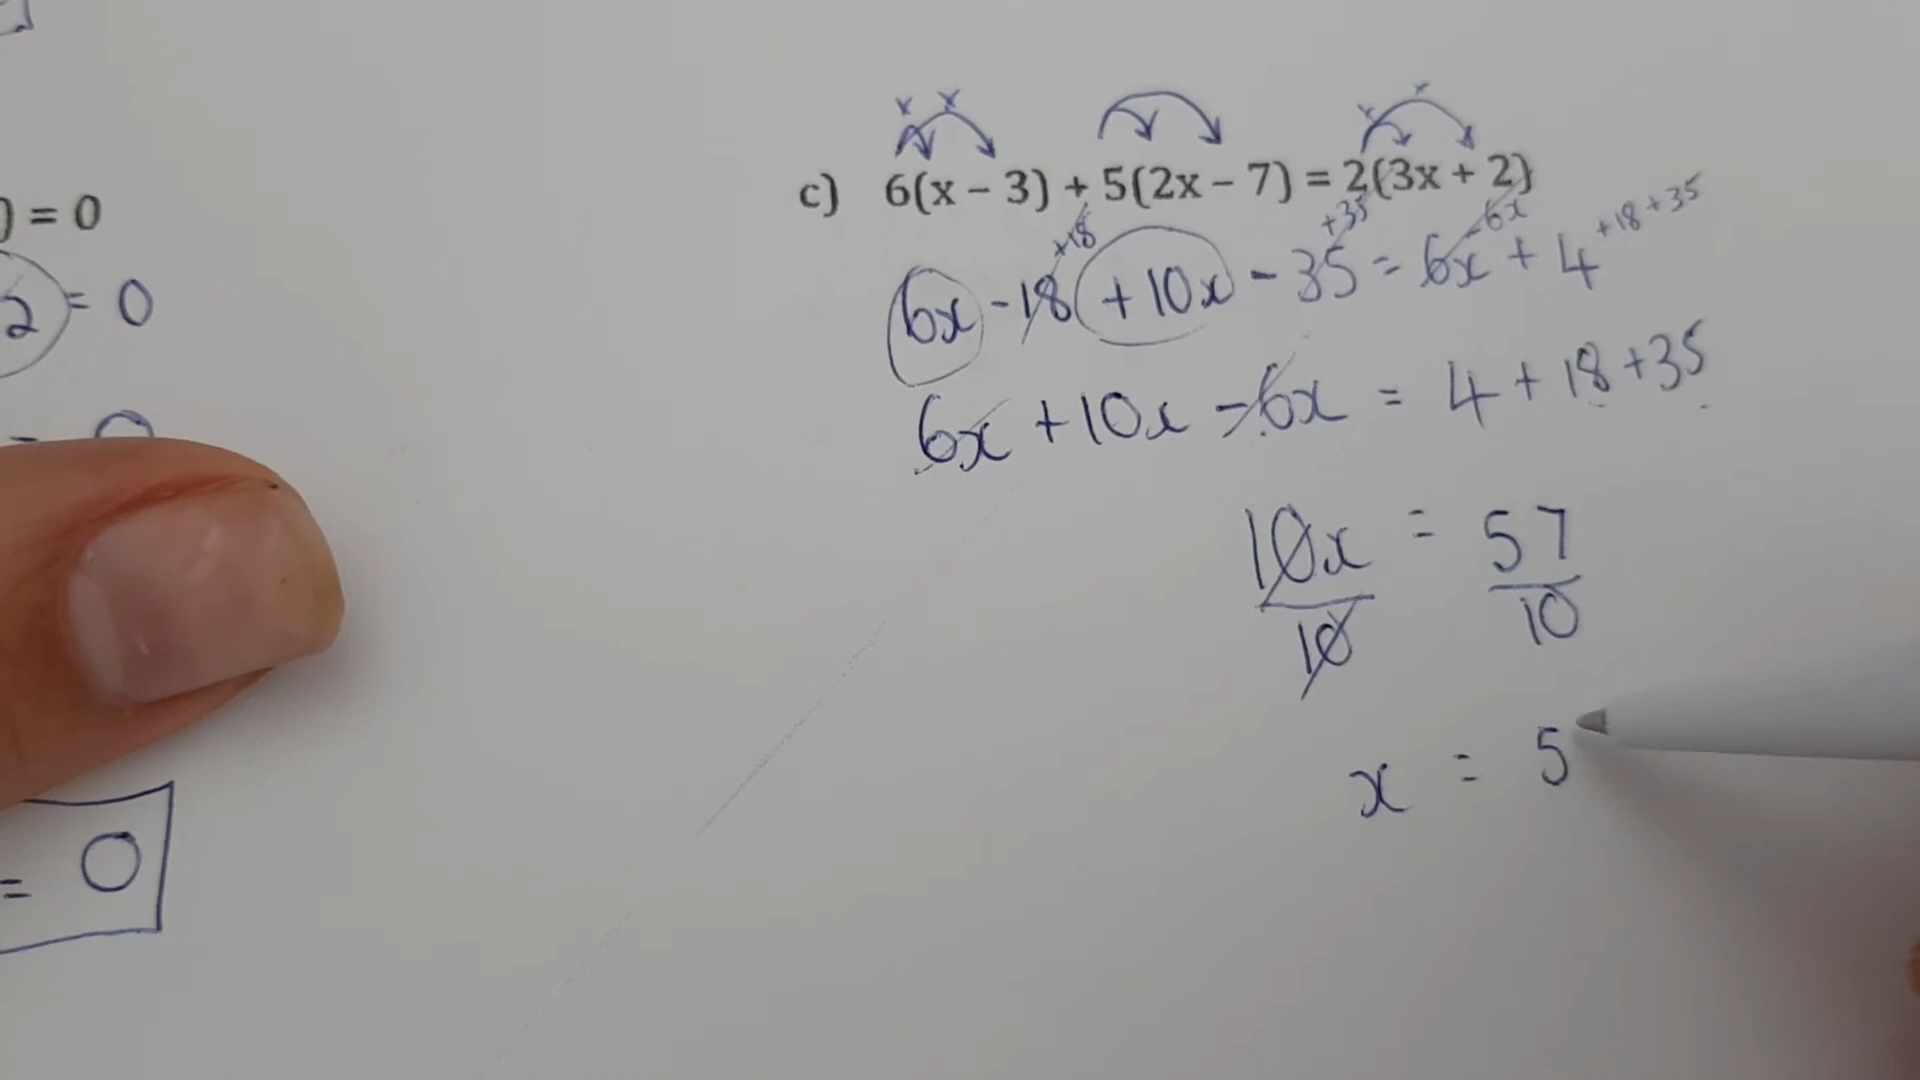 ) = 0
2 = 0
= 0
c) 6(x – 3) + 5(2x – 7) = 2(3x + 2)
x x x x
+18 +35 -6x +18 +35
6x - 18 + 10x - 35 = 6x + 4
6x + 10x - 6x = 4 + 18 + 35
10x = 57
10 10
x = 5